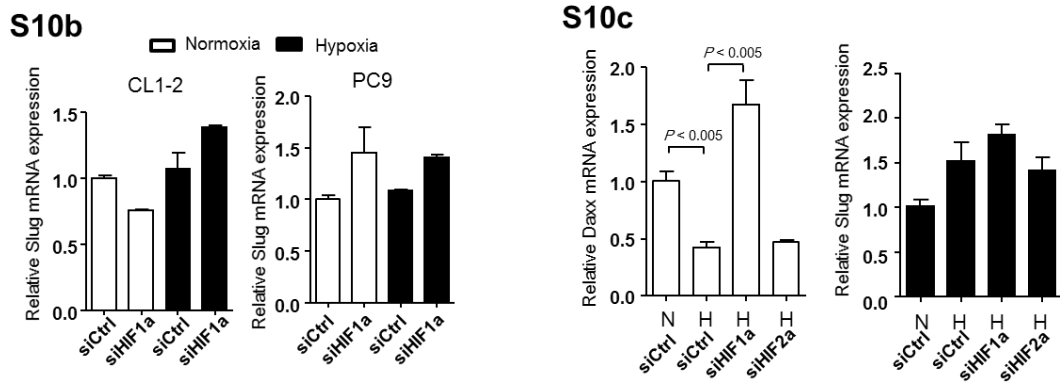 S10b
Normoxia Hypoxia
CL1-2
Relative Slug mRNA expression
1.5
1.0
0.5
0.0
siCtrl
siHIF1a
siCtrl
siHIF1a
PC9
Relative Slug mRNA expression
2.0
1.5
1.0
0.5
0.0
siCtrl
siHIF1a
siCtrl
siHIF1a
S10c
Relative Daxx mRNA expression
2.0
1.5
1.0
0.5
0.0
P < 0.005
P < 0.005
N H H H
siCtrl
siCtrl
siHIF1a
siHIF2a
Relative Slug mRNA expression
2.5
2.0
1.5
1.0
0.5
0.0
N H H H
siCtrl
siCtrl
siHIF1a
siHIF2a